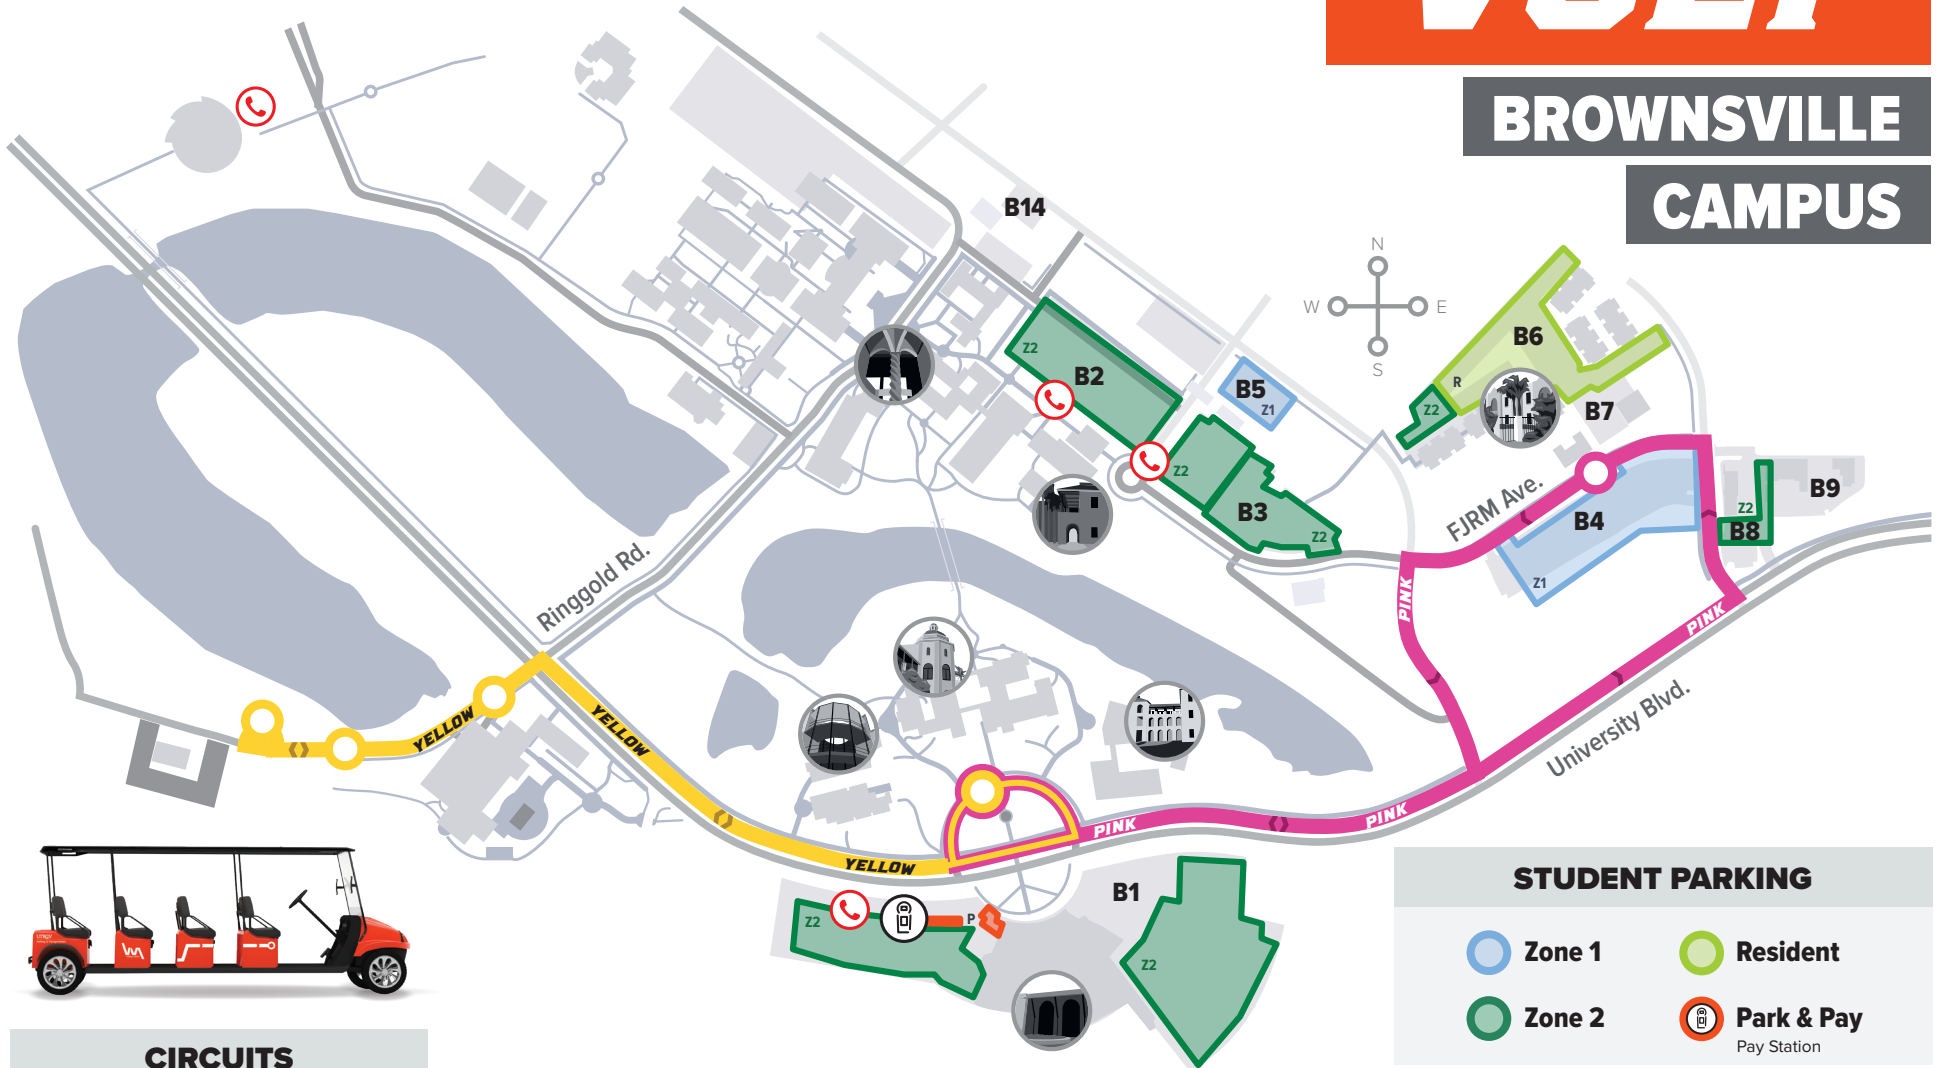 VOLT
BROWNSVILLE
CAMPUS
B14
N
W
E
S
B6
R
Z2
B7
B5
Z1
Z2
B2
Z2
B3
Z2
FJRM Ave.
B4
Z1
Z2
B8
B9
Ringgold Rd.
PINK
PINK
University Blvd.
PINK
PINK
YELLOW
YELLOW
YELLOW
B1
Z2
P
Z2
STUDENT PARKING
Zone 1
Resident
Zone 2
Park & Pay
Pay Station
CIRCUITS